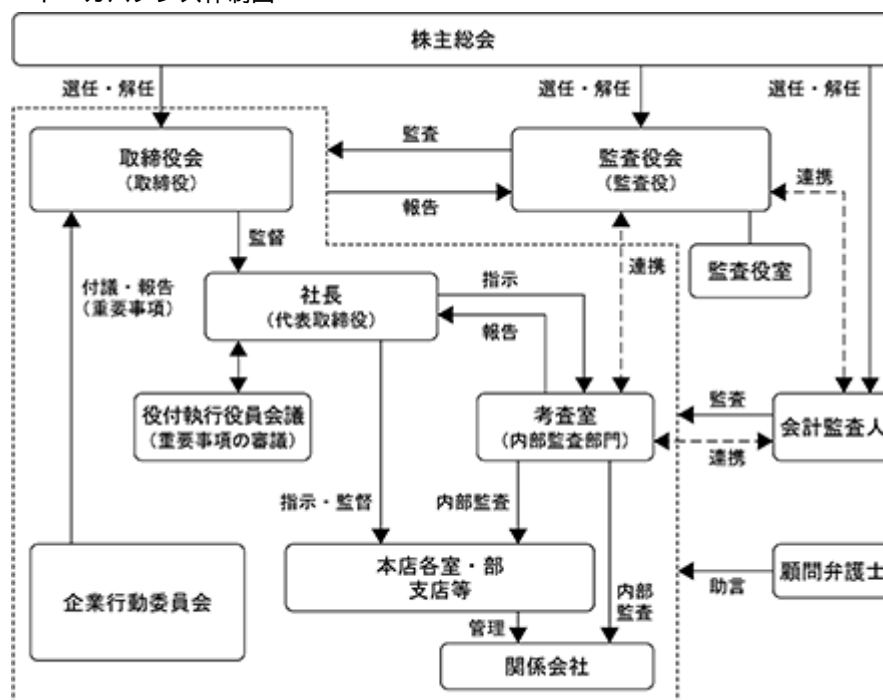 株主総会
選任・解任
選任・解任
選任・解任
取締役会
(取締役)
監査
報告
監査役会
(監査役)
連携
監督
連携
監査役室
付議・報告
(重要事項)
社長
(代表取締役)
指示
報告
役付執行役員会議
(重要事項の審議)
考査室
(内部監査部門)
監査
連携
会計監査人
指示・監督
内部監査
本店各室・部
支店等
内部
監査
助言
顧問弁護士
企業行動委員会
管理
関係会社